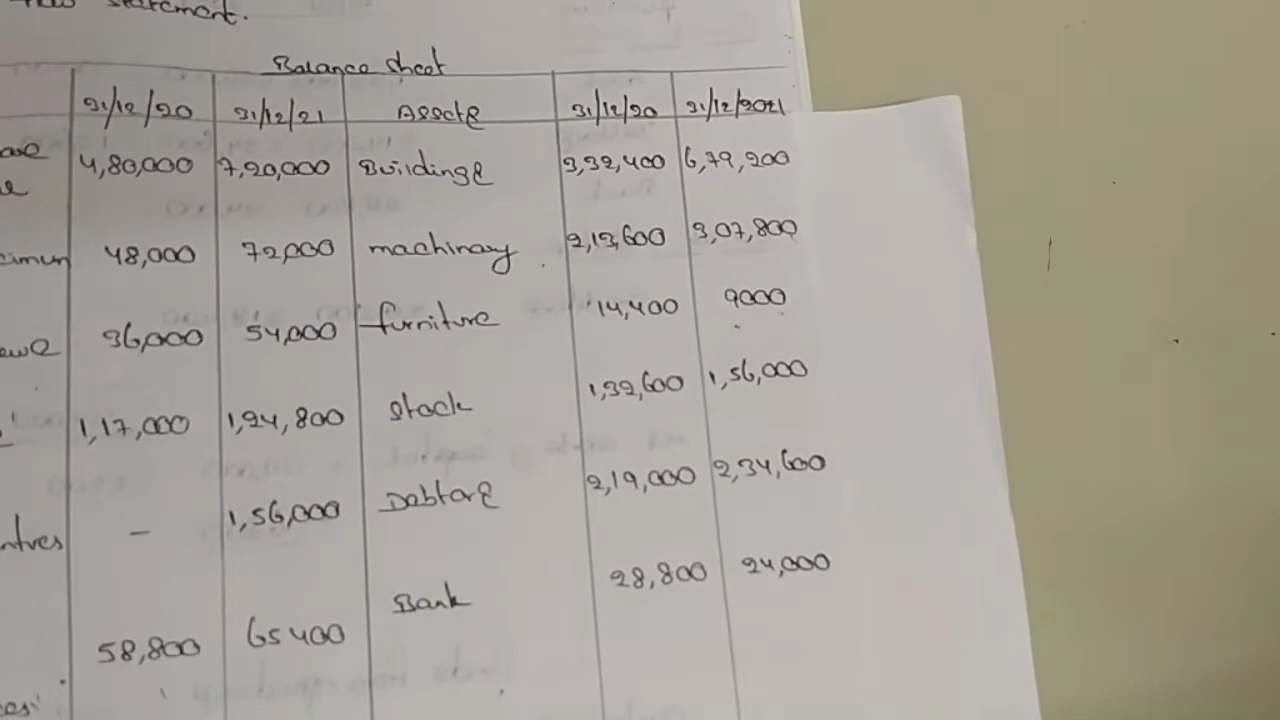 statement.
Balance sheet
31/12/20 31/12/21 Assets 31/12/20 31/12/2021
4,80,000 7,20,000 Buildings 3,32,400 6,79,200
48,000 72,000 machinary 2,13,600 3,07,800
36,000 54,000 furniture 14,400 9000
1,17,000 1,24,800 stock 1,32,600 1,56,000
- 1,56,000 Debtors 2,19,000 2,34,600
58,800 65400 Bank 28,800 24,000